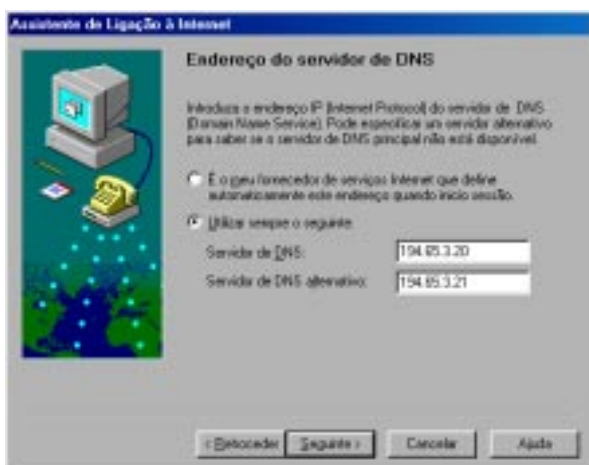 Assistente de Ligação à Internet
Endereço do servidor de DNS
Introduza o endereço IP (Internet Protocol) do servidor de DNS
(Domain Name Service). Pode especificar um servidor alternativo
para saber se o servidor de DNS principal não está disponível.
É o meu fornecedor de serviços Internet que define
automaticamente este endereço quando inicio sessão.
Utilizar sempre o seguinte:
Servidor de DNS: 194.65.3.20
Servidor de DNS alternativo: 194.65.3.21
< Retroceder Seguinte > Cancelar Ajuda